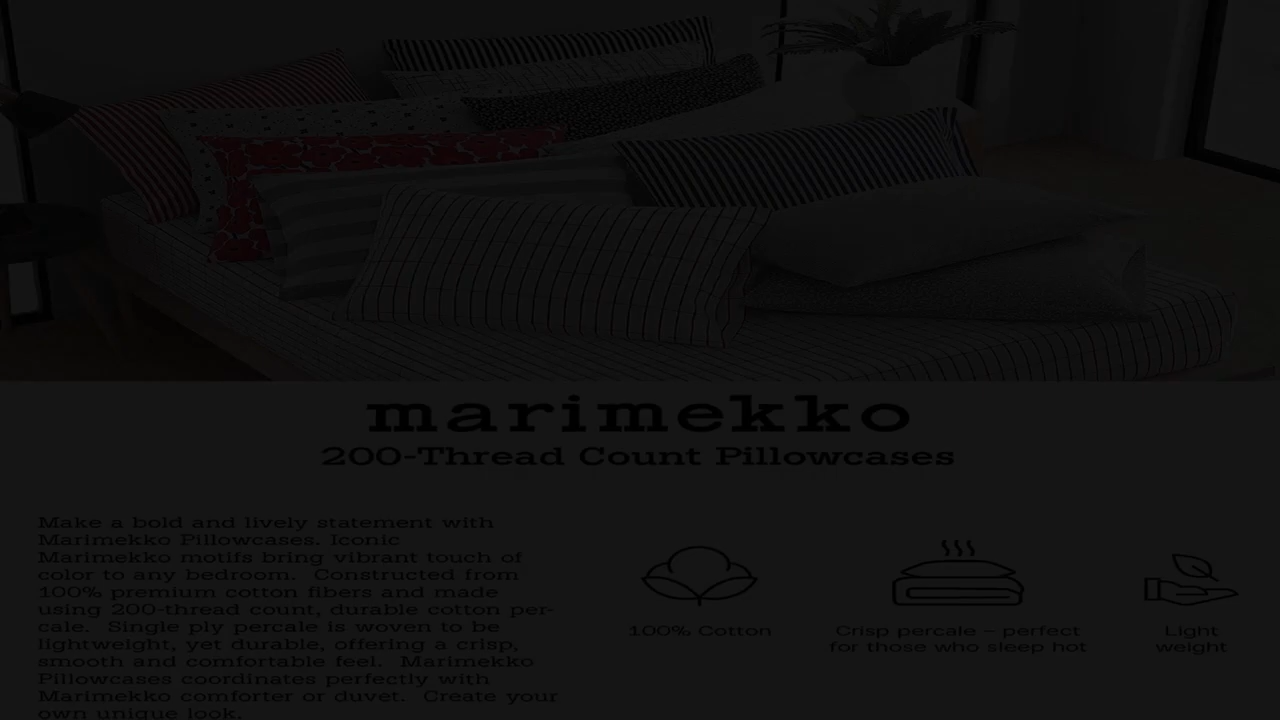 marimekko
200-Thread Count Pillowcases
Make a bold and lively statement with
Marimekko Pillowcases. Iconic
Marimekko motifs bring vibrant touch of
color to any bedroom.  Constructed from
100% premium cotton fibers and made
using 200-thread count, durable cotton per-
cale.  Single ply percale is woven to be
lightweight, yet durable, offering a crisp,
smooth and comfortable feel.  Marimekko
Pillowcases coordinates perfectly with
Marimekko comforter or duvet.  Create your
own unique look.
100% Cotton
Crisp percale – perfect
for those who sleep hot
Light
weight